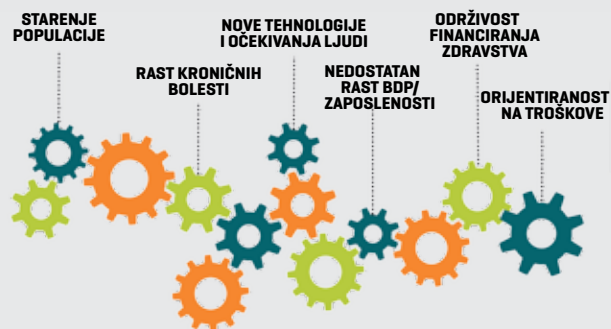 STARENJE
POPULACIJE
RAST KRONIČNIH
BOLESTI
NOVE TEHNOLOGIJE
I OČEKIVANJA LJUDI
NEDOSTATAN
RAST BDP/
ZAPOSLENOSTI
ODRŽIVOST
FINANCIRANJA
ZDRAVSTVA
ORIJENTIRANOST
NA TROŠKOVE